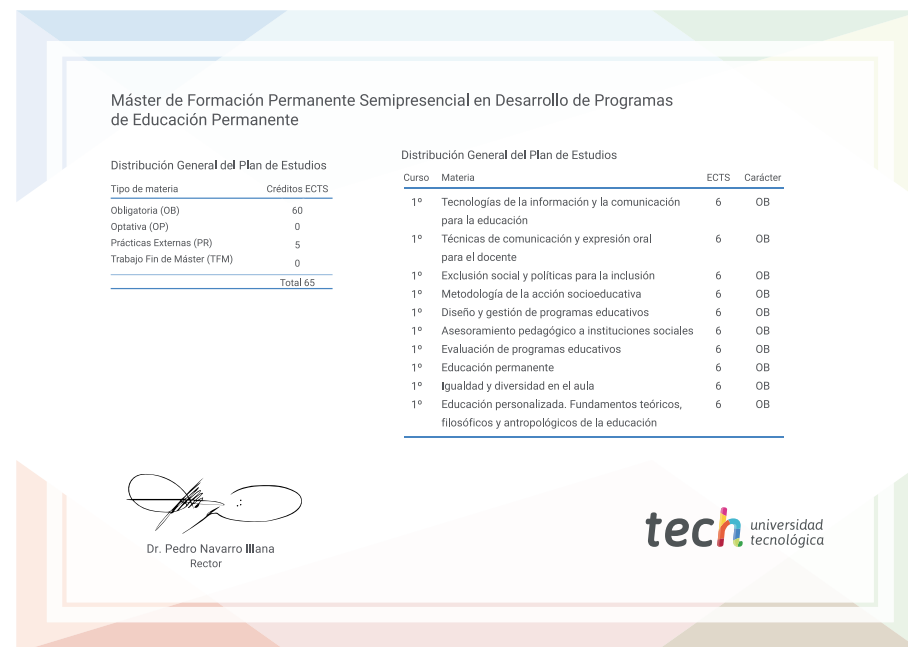 Máster de Formación Permanente Semipresencial en Desarrollo de Programas
de Educación Permanente
Distribución General del Plan de Estudios
Tipo de materia Créditos ECTS
Obligatoria (OB) 60
Optativa (OP) 0
Prácticas Externas (PR) 5
Trabajo Fin de Máster (TFM) 0
Total 65
Distribución General del Plan de Estudios
Curso Materia ECTS Carácter
1º Tecnologías de la información y la comunicación 6 OB
para la educación
1º Técnicas de comunicación y expresión oral 6 OB
para el docente
1º Exclusión social y políticas para la inclusión 6 OB
1º Metodología de la acción socioeducativa 6 OB
1º Diseño y gestión de programas educativos 6 OB
1º Asesoramiento pedagógico a instituciones sociales 6 OB
1º Evaluación de programas educativos 6 OB
1º Educación permanente 6 OB
1º Igualdad y diversidad en el aula 6 OB
1º Educación personalizada. Fundamentos teóricos, 6 OB
filosóficos y antropológicos de la educación
Dr. Pedro Navarro Illana
Rector
tech universidad
tecnológica